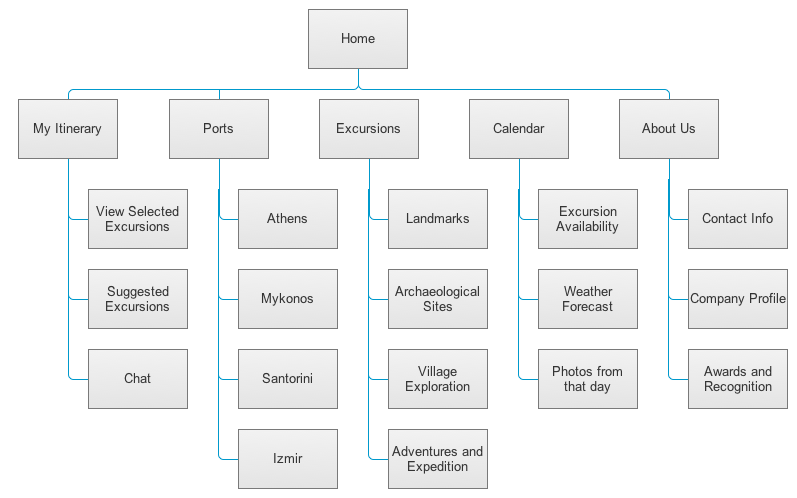 Home
My Itinerary
Ports
Excursions
Calendar
About Us
View Selected
Excursions
Athens
Landmarks
Excursion
Availability
Contact Info
Suggested
Excursions
Mykonos
Archaeological
Sites
Weather
Forecast
Company Profile
Chat
Santorini
Village
Exploration
Photos from
that day
Awards and
Recognition
Izmir
Adventures and
Expedition